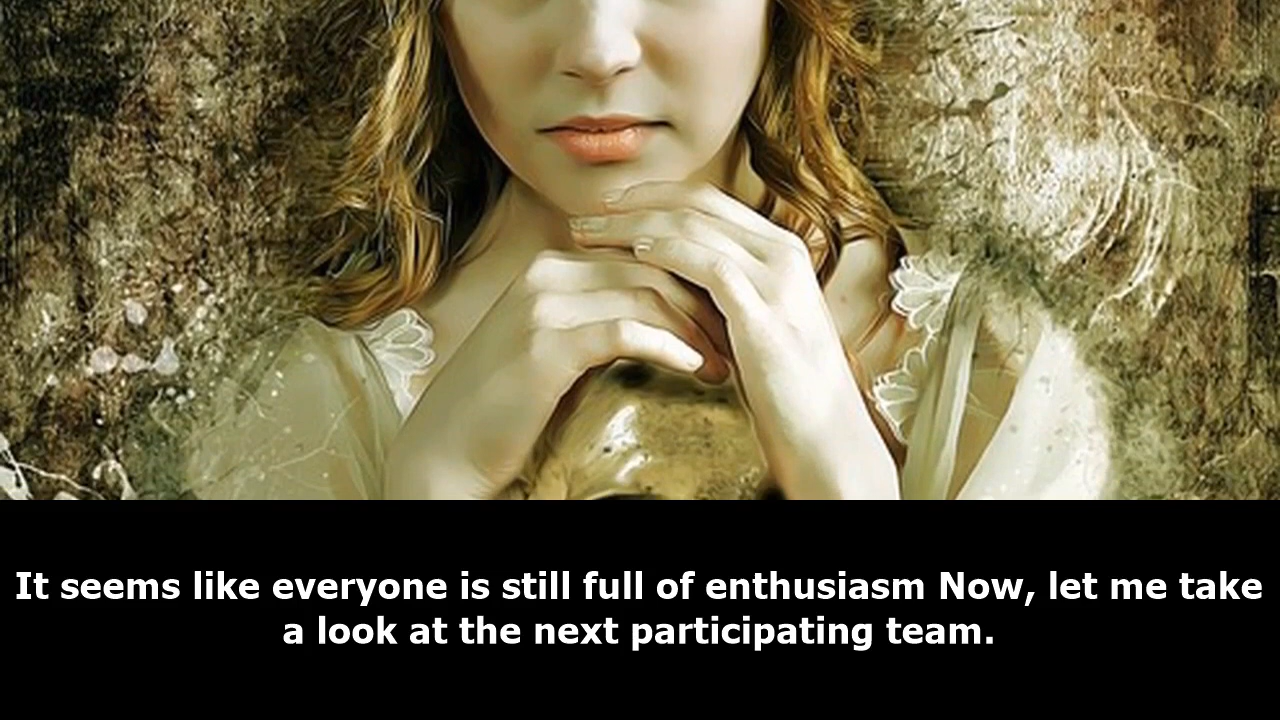 It seems like everyone is still full of enthusiasm Now, let me take
a look at the next participating team.